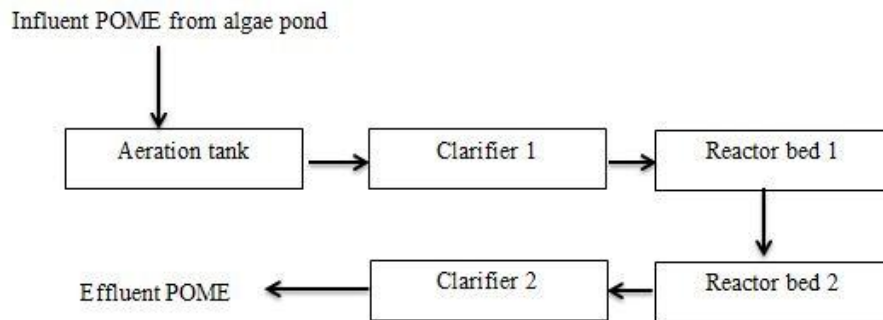 Influent POME from algae pond
Aeration tank
Clarifier 1
Reactor bed 1
Reactor bed 2
Clarifier 2
Effluent POME